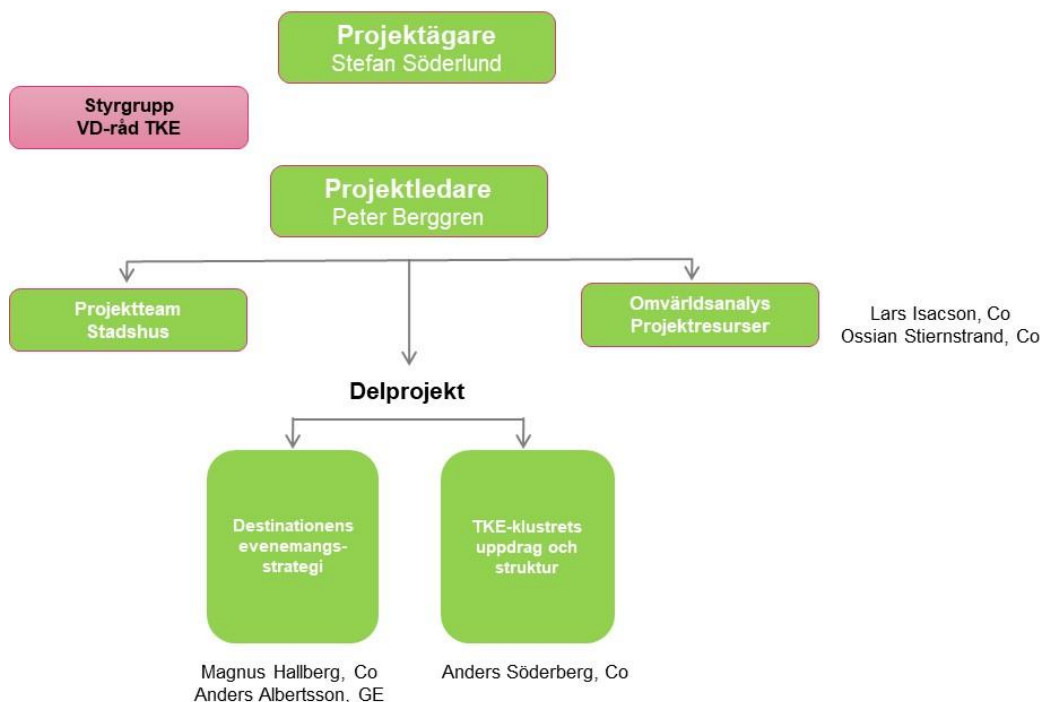 Projektägare
Stefan Söderlund
Styrgrupp
VD-råd TKE
Projektledare
Peter Berggren
Projektteam
Stadshus
Omvärldsanalys
Projektresurser
Lars Isacson, Co
Ossian Stiernstrand, Co
Delprojekt
Destinationens
evenemangs-
strategi
TKE-klustrets
uppdrag och
struktur
Magnus Hallberg, Co
Anders Albertsson, GE
Anders Söderberg, Co